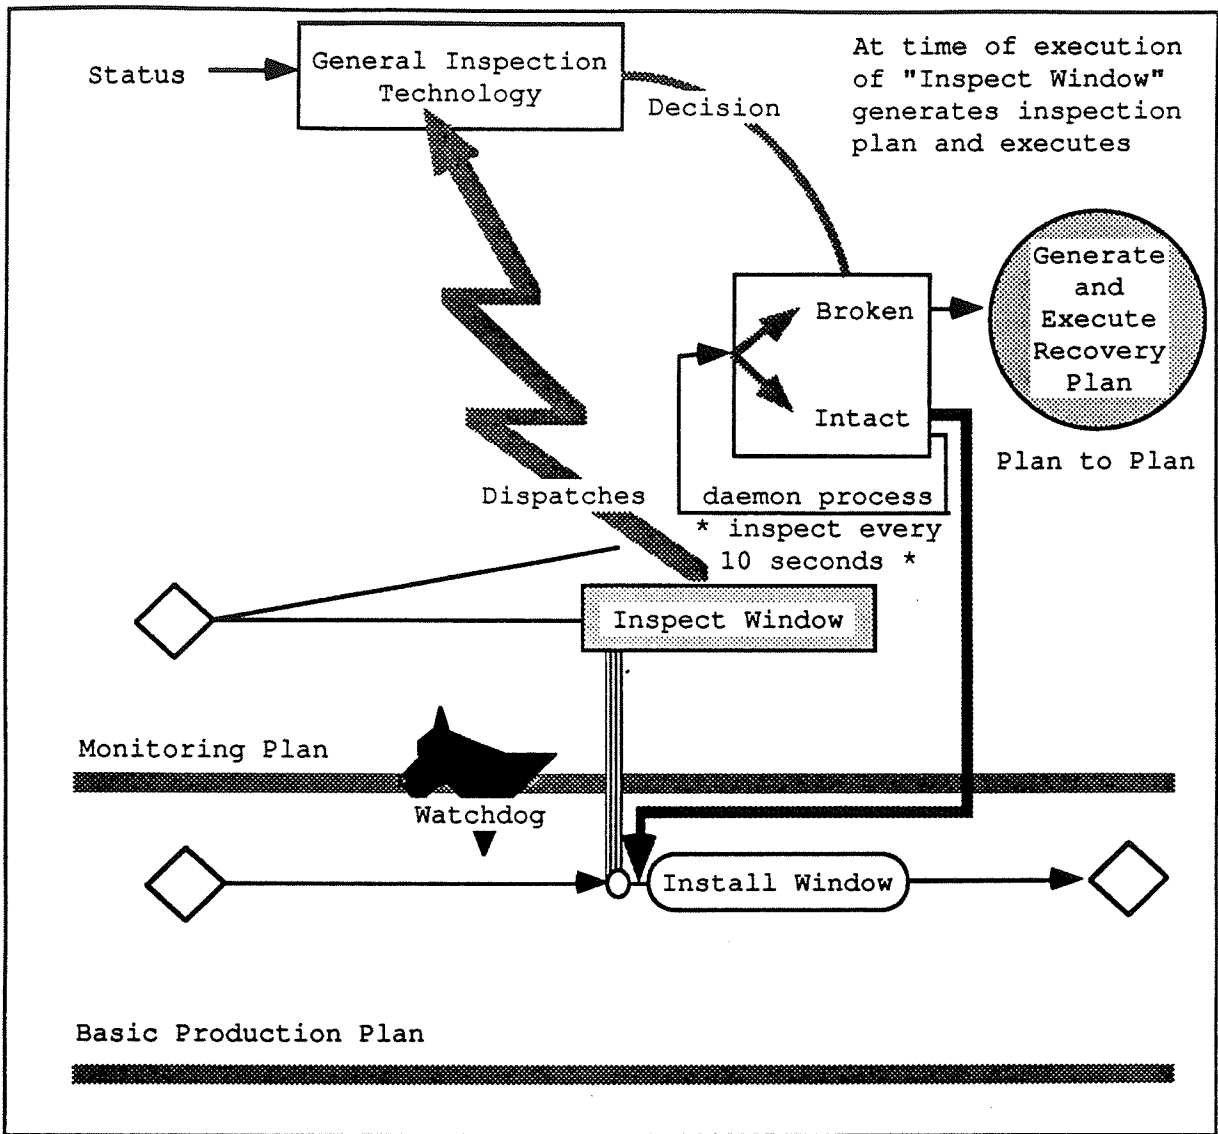 Status
General Inspection
Technology
Decision
At time of execution
of "Inspect Window"
generates inspection
plan and executes
Broken
Intact
Generate
and
Execute
Recovery
Plan
Plan to Plan
daemon process
* inspect every
10 seconds *
Dispatches
Inspect Window
Monitoring Plan
Watchdog
Install Window
Basic Production Plan